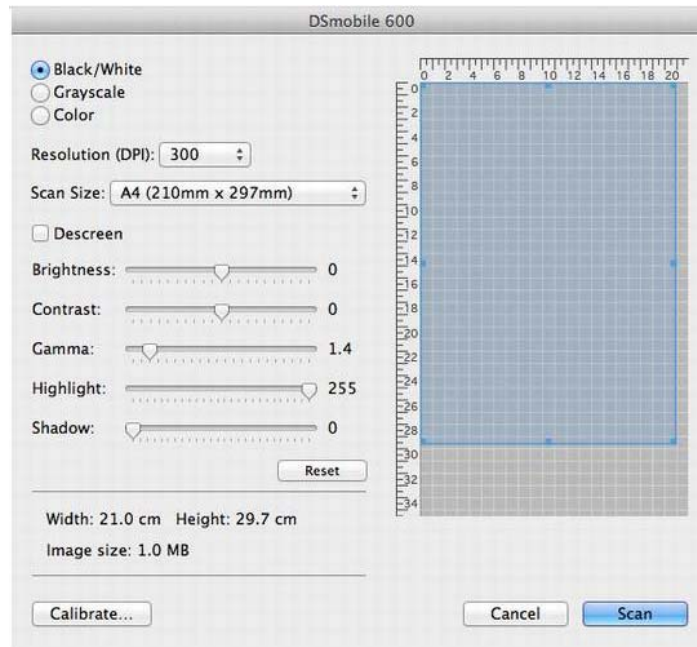 DSmobile 600
Black/White
Grayscale
Color
Resolution (DPI): 300
Scan Size: A4 (210mm x 297mm)
Descreen
Brightness: 0
Contrast: 0
Gamma: 1.4
Highlight: 255
Shadow: 0
Reset
Width: 21.0 cm Height: 29.7 cm
Image size: 1.0 MB
Calibrate...
0 2 4 6 8 10 12 14 16 18 20
0
2
4
6
8
10
12
14
16
18
20
22
24
26
28
30
32
34
Cancel Scan